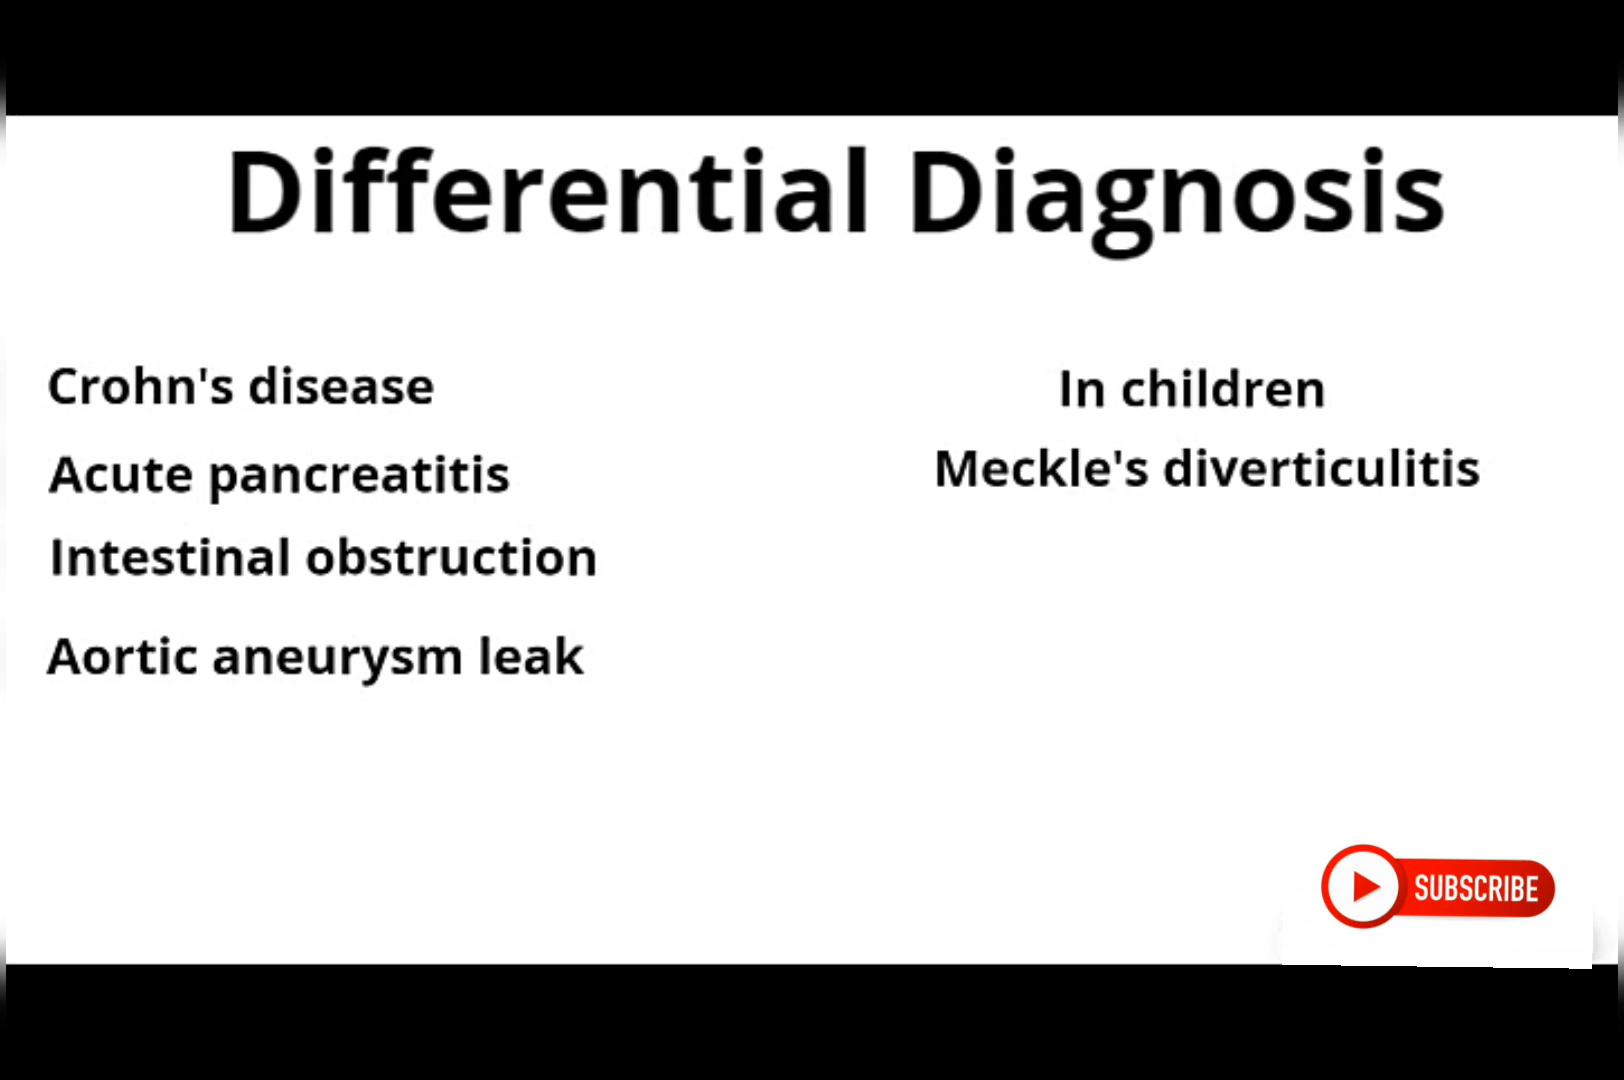 Differential Diagnosis
Crohn's disease
Acute pancreatitis
Intestinal obstruction
Aortic aneurysm leak
In children
Meckle's diverticulitis
SUBSCRIBE